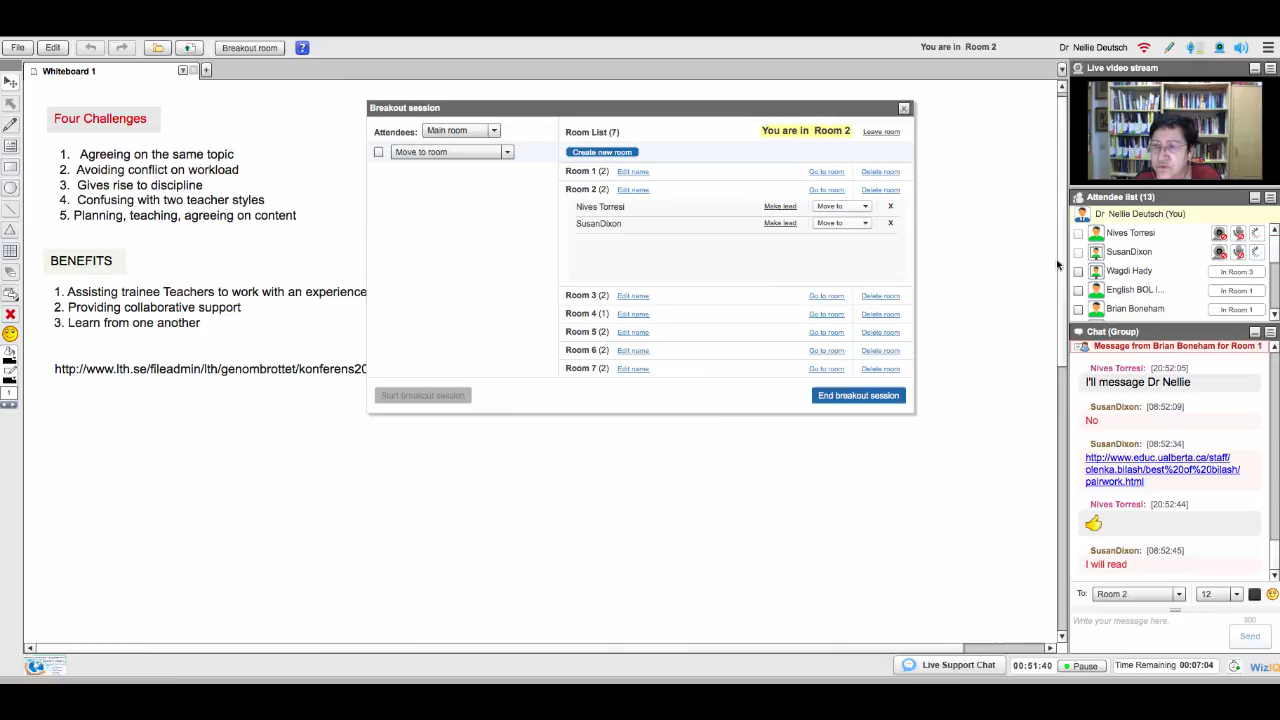 File
Edit
Breakout room
?
You are in Room 2
Dr Nellie Deutsch
Whiteboard 1
+
Four Challenges
1. Agreeing on the same topic
2. Avoiding conflict on workload
3. Gives rise to discipline
4. Confusing with two teacher styles
5. Planning, teaching, agreeing on content
BENEFITS
1. Assisting trainee Teachers to work with an experience
2. Providing collaborative support
3. Learn from one another
http://www.lth.se/fileadmin/lth/genombrottet/konferens20
1
Breakout session
Attendees: Main room
Move to room
Room List (7)
You are in Room 2
Leave room
Create new room
Room 1 (2) Edit name Go to room Delete room
Room 2 (2) Edit name Go to room Delete room
Nives Torresi Make lead Move to X
SusanDixon Make lead Move to X
Room 3 (2) Edit name Go to room Delete room
Room 4 (1) Edit name Go to room Delete room
Room 5 (2) Edit name Go to room Delete room
Room 6 (2) Edit name Go to room Delete room
Room 7 (2) Edit name Go to room Delete room
Start breakout session
End breakout session
Live video stream
Attendee list (13)
Dr Nellie Deutsch (You)
Nives Torresi
SusanDixon
Wagdi Hady In Room 3
English BOL I... In Room 1
Brian Boneham In Room 1
Chat (Group)
Message from Brian Boneham for Room 1
Nives Torresi: [20:52:05]
I'll message Dr Nellie
SusanDixon: [08:52:09]
No
SusanDixon: [08:52:34]
http://www.educ.ualberta.ca/staff/
olenka.bilash/best%20of%20bilash/
pairwork.html
Nives Torresi: [20:52:44]
SusanDixon: [08:52:45]
I will read
To: Room 2 12
Write your message here. 300
Send
Live Support Chat
00:51:40
Pause
Time Remaining 00:07:04
WizIQ